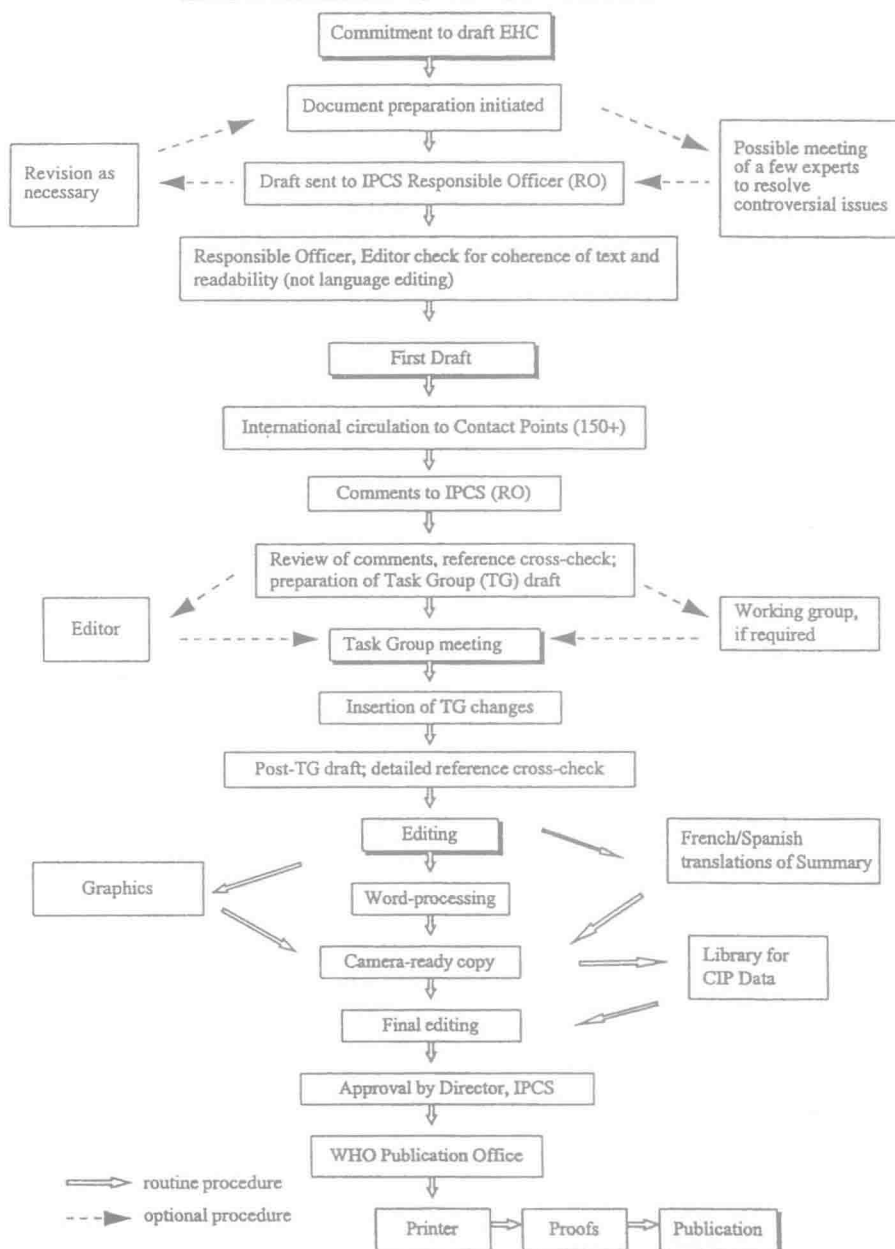 Commitment to draft EHC
Document preparation initiated
Revision as
necessary
Draft sent to IPCS Responsible Officer (RO)
Possible meeting
of a few experts
to resolve
controversial issues
Responsible Officer, Editor check for coherence of text and
readability (not language editing)
First Draft
International circulation to Contact Points (150+)
Comments to IPCS (RO)
Review of comments, reference cross-check;
preparation of Task Group (TG) draft
Editor
Working group,
if required
Task Group meeting
Insertion of TG changes
Post-TG draft; detailed reference cross-check
Editing
French/Spanish
translations of Summary
Graphics
Word-processing
Camera-ready copy
Library for
CIP Data
Final editing
Approval by Director, IPCS
WHO Publication Office
routine procedure
optional procedure
Printer
Proofs
Publication